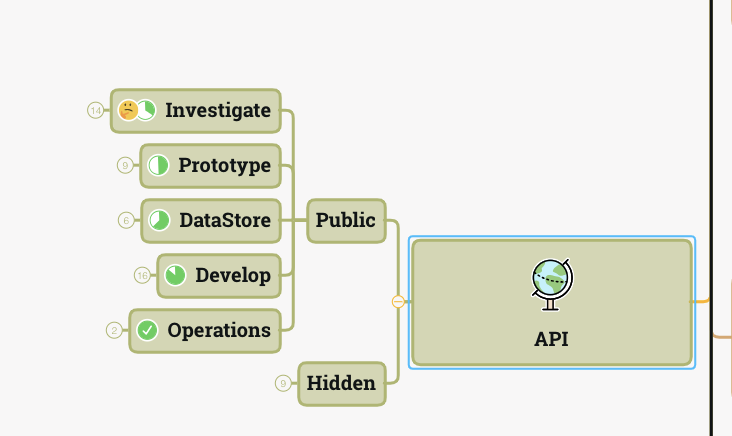 14 Investigate
9 Prototype
6 DataStore
Public
16 Develop
2 Operations
API
9 Hidden